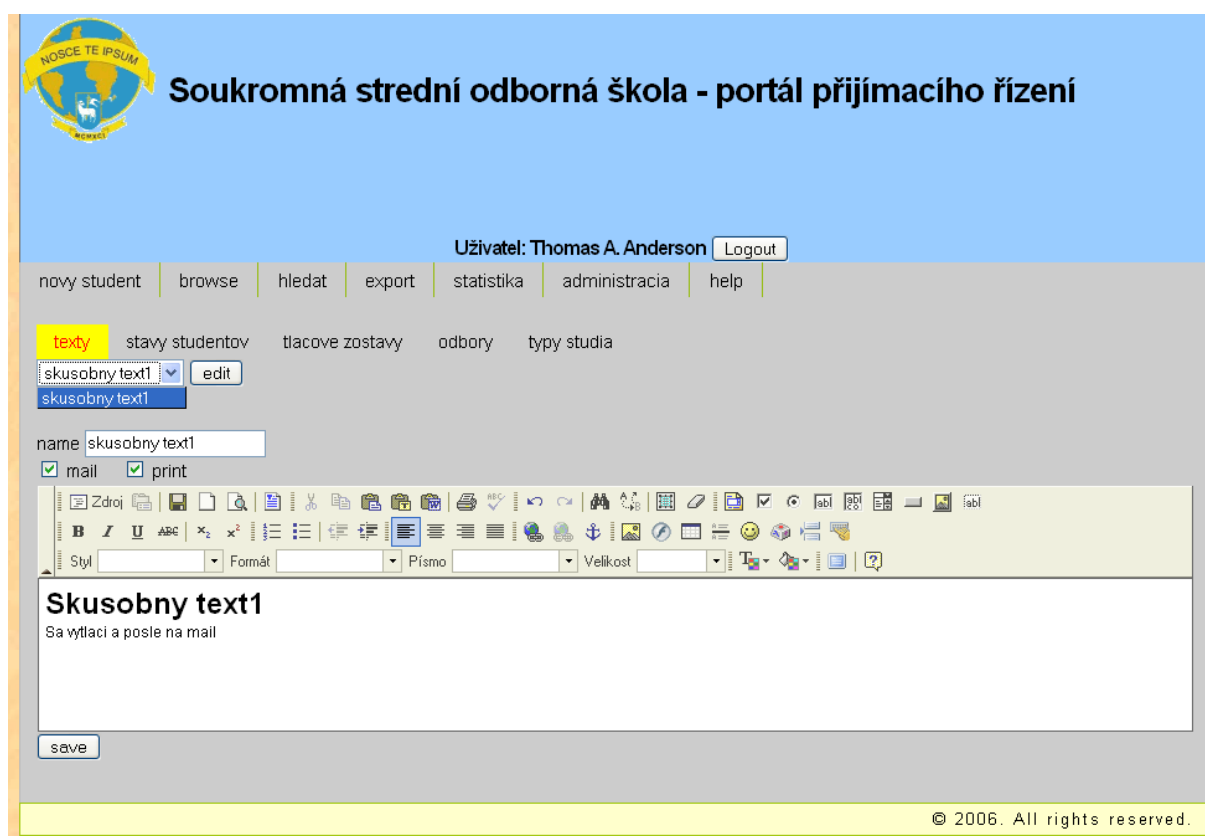 NOSCE TE IPSUM
MCMXCI
Soukromná strední odborná škola - portál přijímacího řízení
Uživatel: Thomas A. Anderson Logout
novy student browse hledat export statistika administracia help
texty stavy studentov tlacove zostavy odbory typy studia
skusobny text1 edit
skusobny text1
name skusobny text1
mail print
Zdroj
Styl Formát Písmo Velikost
Skusobny text1
Sa vytlaci a posle na mail
save
© 2006. All rights reserved.